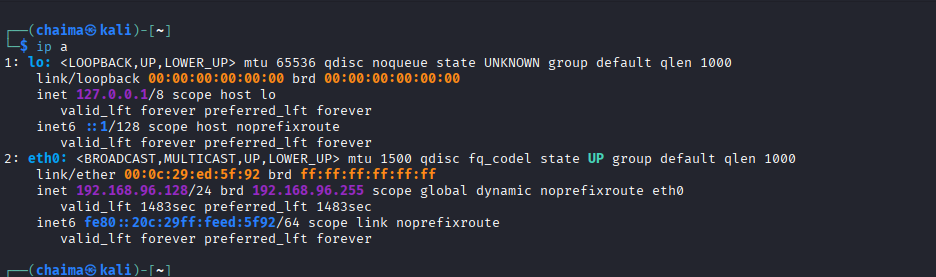 ┌──(chaima㉿kali)-[~]
└─$ ip a
1: lo: <LOOPBACK,UP,LOWER_UP> mtu 65536 qdisc noqueue state UNKNOWN group default qlen 1000
    link/loopback 00:00:00:00:00:00 brd 00:00:00:00:00:00
    inet 127.0.0.1/8 scope host lo
       valid_lft forever preferred_lft forever
    inet6 ::1/128 scope host noprefixroute
       valid_lft forever preferred_lft forever
2: eth0: <BROADCAST,MULTICAST,UP,LOWER_UP> mtu 1500 qdisc fq_codel state UP group default qlen 1000
    link/ether 00:0c:29:ed:5f:92 brd ff:ff:ff:ff:ff:ff
    inet 192.168.96.128/24 brd 192.168.96.255 scope global dynamic noprefixroute eth0
       valid_lft 1483sec preferred_lft 1483sec
    inet6 fe80::20c:29ff:feed:5f92/64 scope link noprefixroute
       valid_lft forever preferred_lft forever
┌──(chaima㉿kali)-[~]